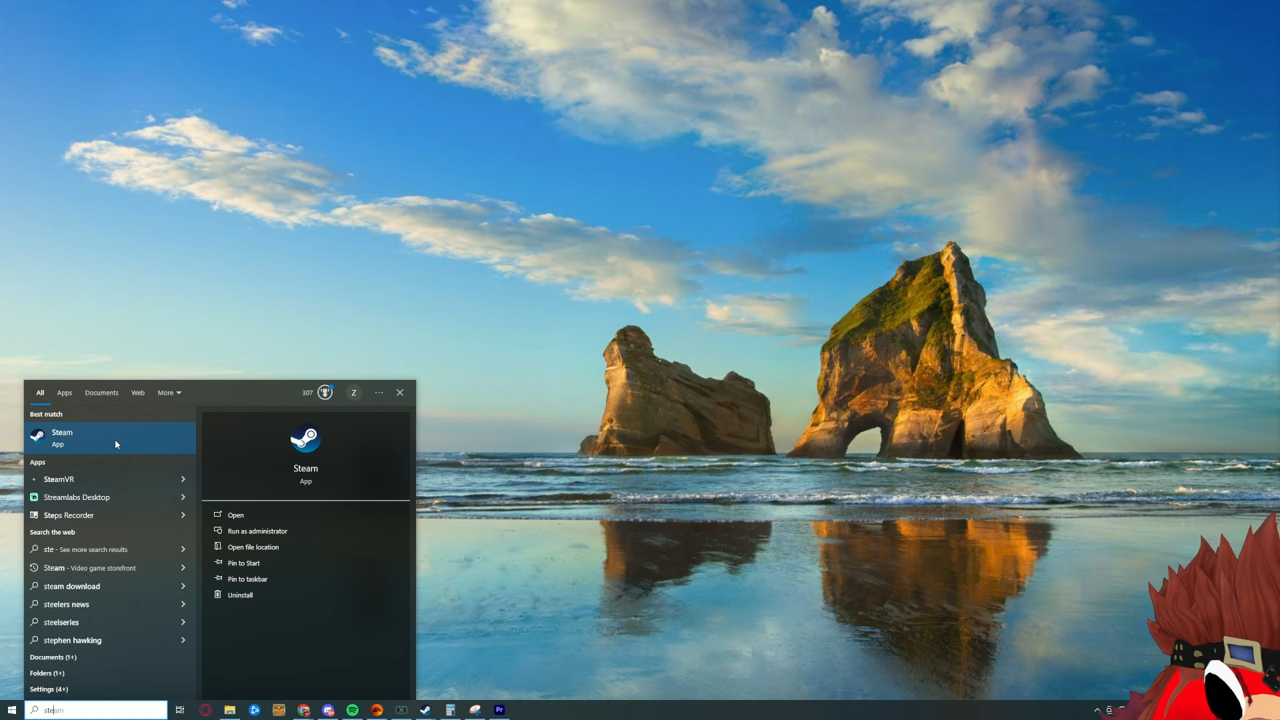 All
Apps
Documents
Web
More
307
Z
Best match
Steam
App
Apps
SteamVR
Streamlabs Desktop
Steps Recorder
Search the web
ste - See more search results
Steam - Video game storefront
steam download
steelers news
steelseries
stephen hawking
Documents (1+)
Folders (1+)
Settings (4+)
Steam
App
Open
Run as administrator
Open file location
Pin to Start
Pin to taskbar
Uninstall
steam
Pr